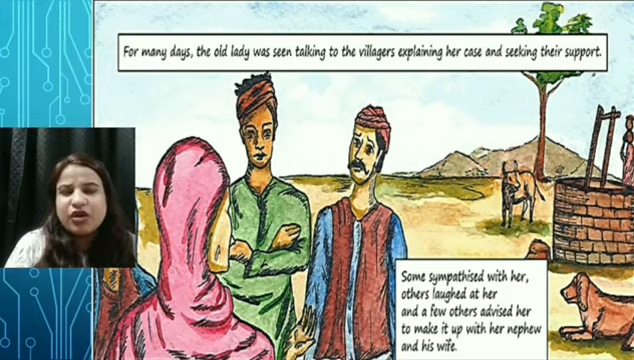 For many days, the old lady was seen talking to the villagers explaining her case and seeking their support.
Some sympathised with her,
others laughed at her
and a few others advised her
to make it up with her nephew
and his wife.